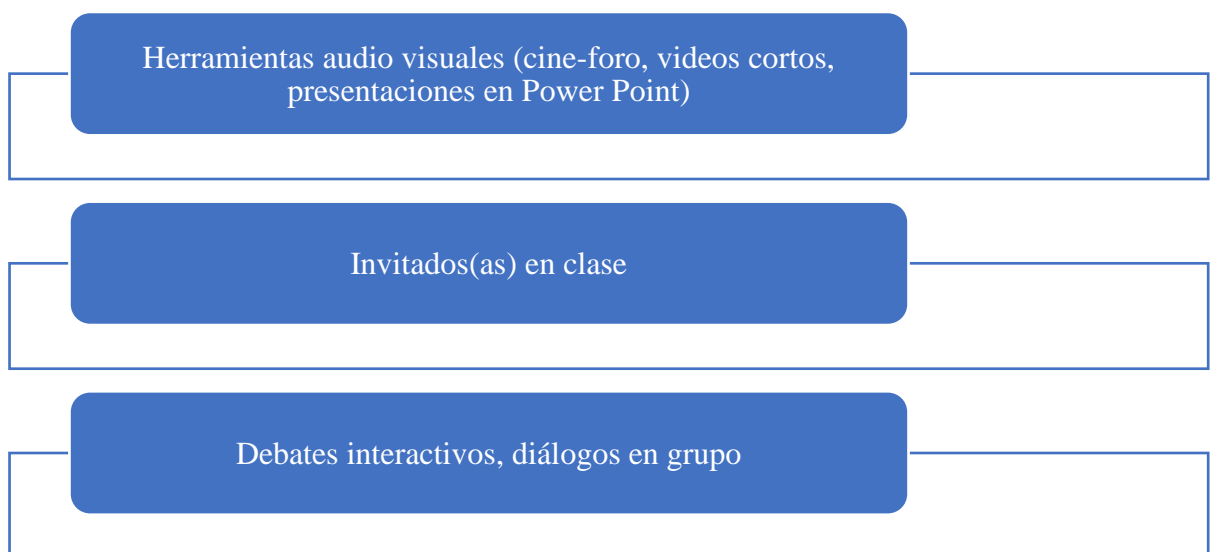 Herramientas audio visuales (cine-foro, videos cortos,
presentaciones en Power Point)
Invitados(as) en clase
Debates interactivos, diálogos en grupo